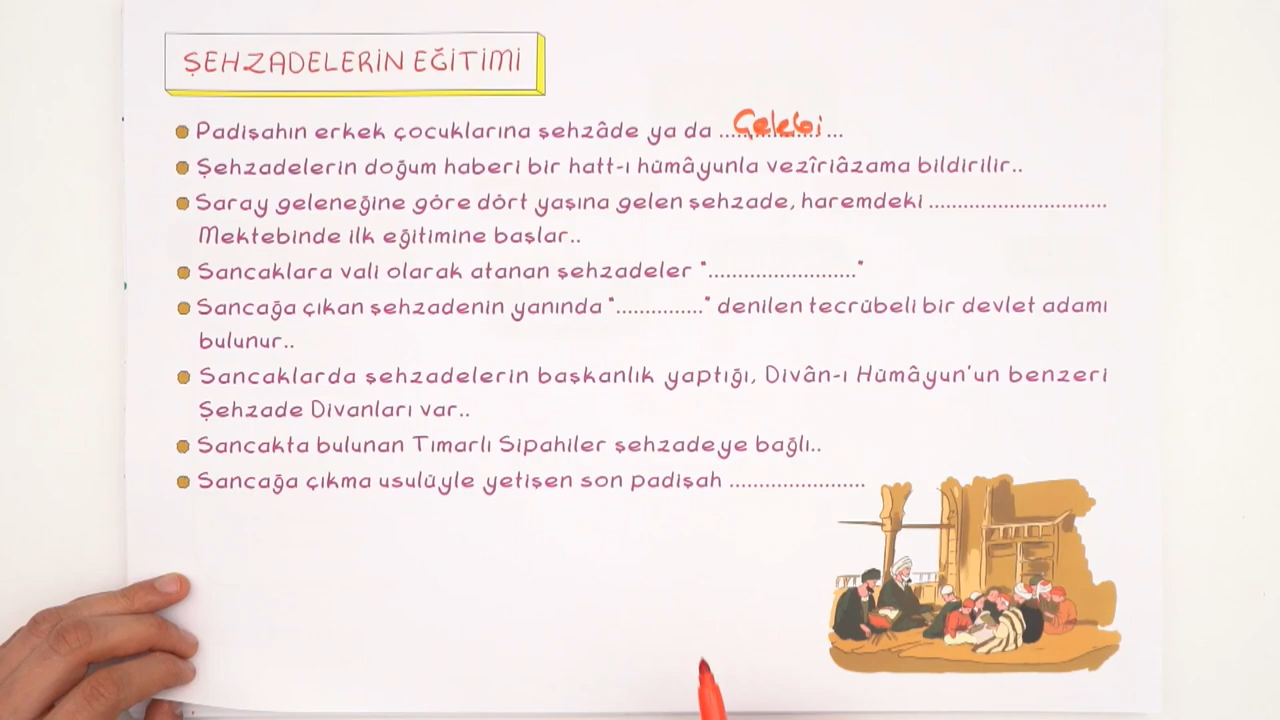 ŞEHZADELERİN EĞİTİMİ
Padişahın erkek çocuklarına şehzâde ya da ...Çelebi...
Şehzadelerin doğum haberi bir hatt-ı hümâyunla vezîriâzama bildirilir..
Saray geleneğine göre dört yaşına gelen şehzade, haremdeki ...............................
Mektebinde ilk eğitimine başlar..
Sancaklara vali olarak atanan şehzadeler ".........................."
Sancağa çıkan şehzadenin yanında "..............." denilen tecrübeli bir devlet adamı
bulunur..
Sancaklarda şehzadelerin başkanlık yaptığı, Divân-ı Hümâyun'un benzeri
Şehzade Divanları var..
Sancakta bulunan Tımarlı Sipahiler şehzadeye bağlı..
Sancağa çıkma usulüyle yetişen son padişah .......................